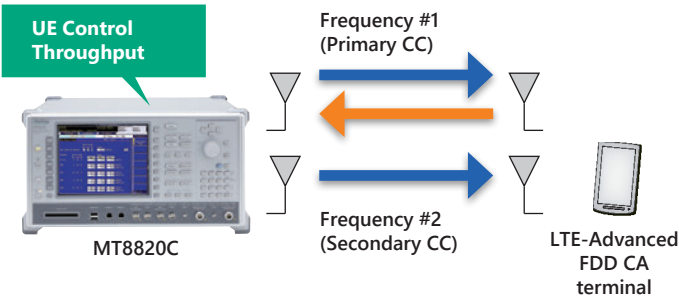 UE Control
Throughput
Frequency #1
(Primary CC)
Frequency #2
(Secondary CC)
MT8820C
LTE-Advanced
FDD CA
terminal